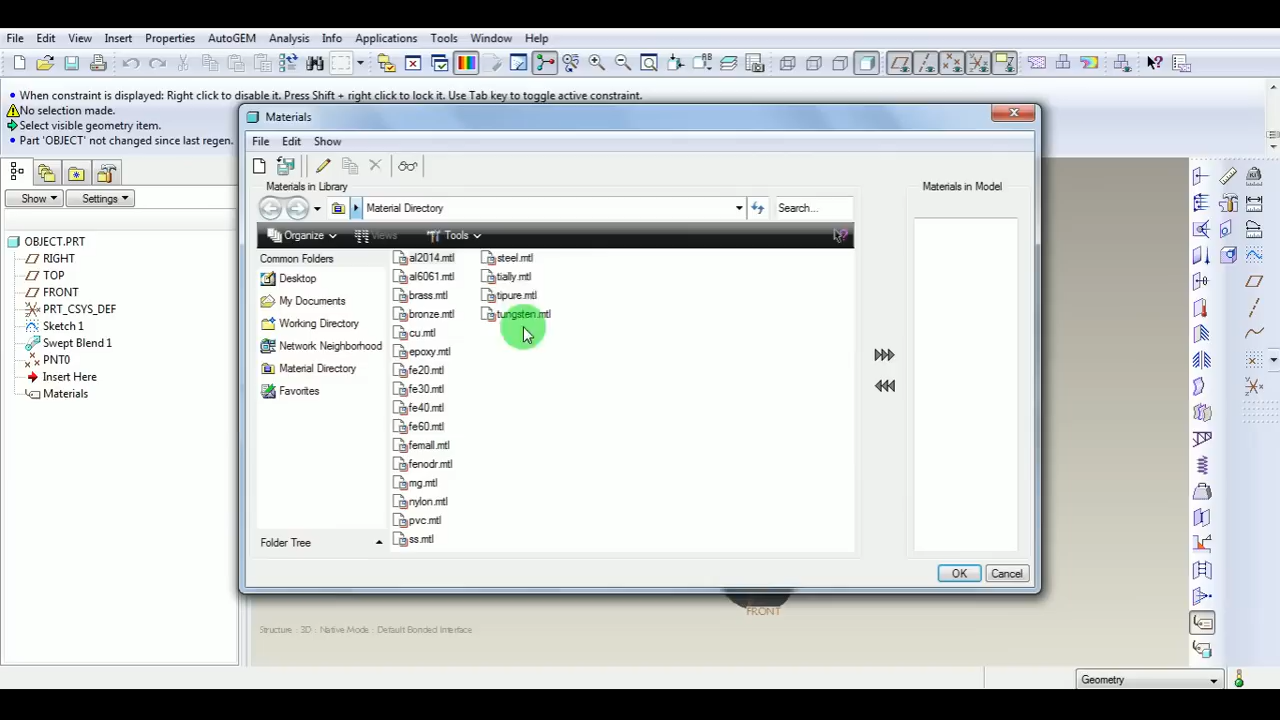 File Edit View Insert Properties AutoGEM Analysis Info Applications Tools Window Help
• When constraint is displayed: Right click to disable it. Press Shift + right click to lock it. Use Tab key to toggle active constraint.
No selection made.
Select visible geometry item.
• Part 'OBJECT' not changed since last regen.
Show Settings
OBJECT.PRT
RIGHT
TOP
FRONT
PRT_CSYS_DEF
Sketch 1
Swept Blend 1
PNT0
Insert Here
Materials
Materials
File Edit Show
Materials in Library
Material Directory
Search...
Organize Views Tools
Common Folders
Desktop
My Documents
Working Directory
Network Neighborhood
Material Directory
Favorites
Folder Tree
al2014.mtl
al6061.mtl
brass.mtl
bronze.mtl
cu.mtl
epoxy.mtl
fe20.mtl
fe30.mtl
fe40.mtl
fe60.mtl
femall.mtl
fenodr.mtl
mg.mtl
nylon.mtl
pvc.mtl
ss.mtl
steel.mtl
tially.mtl
tipure.mtl
tungsten.mtl
Materials in Model
OK Cancel
FRONT
Structure : 3D : Native Mode : Default Bonded Interface
Geometry